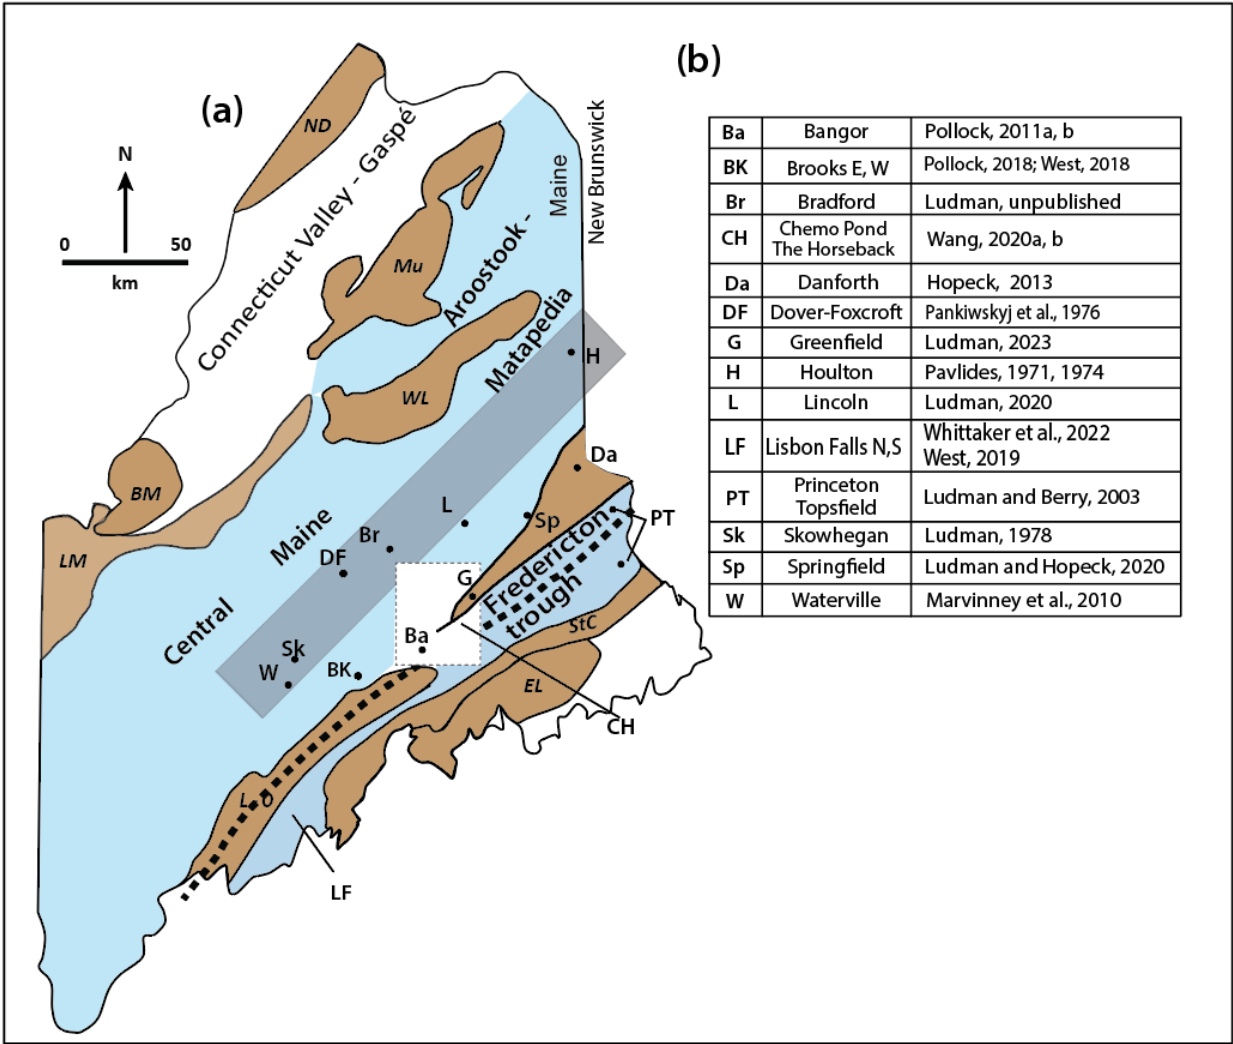 (a)
(b)
N
0 50
km
ND
Connecticut Valley - Gaspé
Mu
Aroostook -
Matapedia
Maine
New Brunswick
WL
H
BM
LM
Da
L
Sp
PT
Br
DF
Central
Maine
G
Fredericton
trough
StC
Ba
Sk
W
BK
EL
CH
L O
LF
Ba Bangor Pollock, 2011a, b
BK Brooks E, W Pollock, 2018; West, 2018
Br Bradford Ludman, unpublished
CH Chemo Pond
The Horseback Wang, 2020a, b
Da Danforth Hopeck, 2013
DF Dover-Foxcroft Pankiwskyj et al., 1976
G Greenfield Ludman, 2023
H Houlton Pavlides, 1971, 1974
L Lincoln Ludman, 2020
LF Lisbon Falls N,S Whittaker et al., 2022
West, 2019
PT Princeton
Topsfield Ludman and Berry, 2003
Sk Skowhegan Ludman, 1978
Sp Springfield Ludman and Hopeck, 2020
W Waterville Marvinney et al., 2010